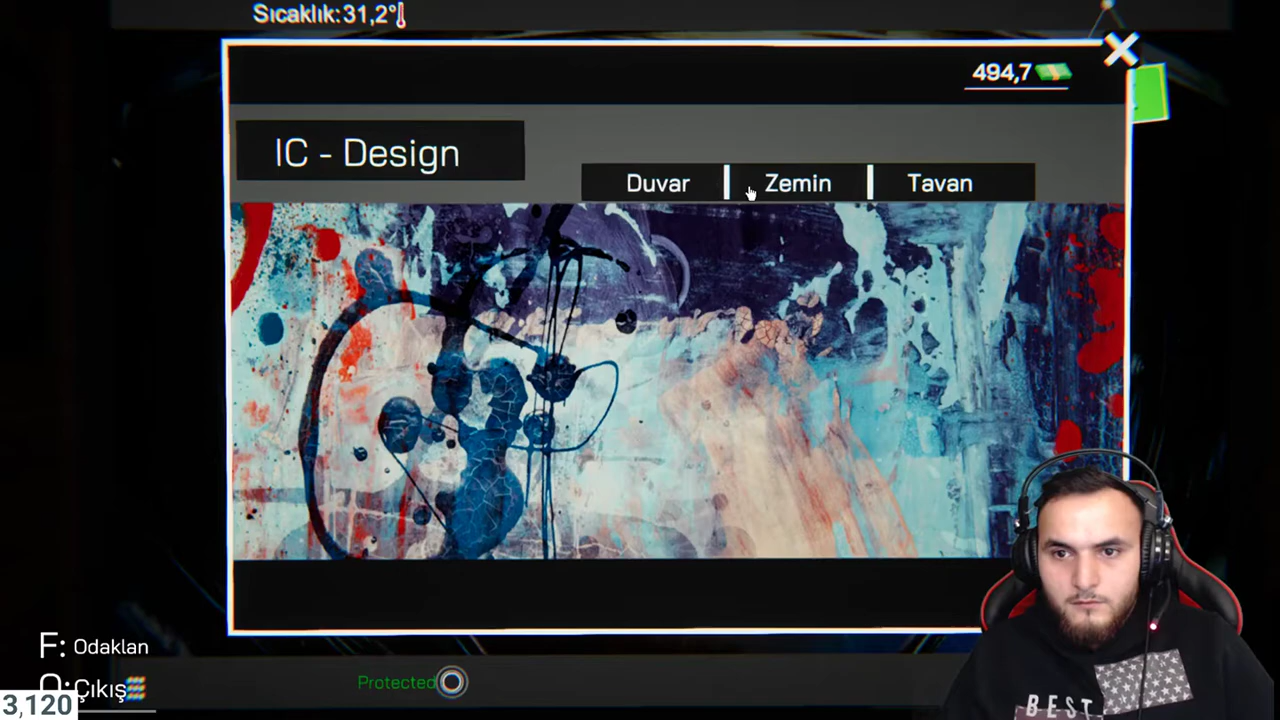 Sıcaklık:31,2°
494,7
IC - Design
Duvar
Zemin
Tavan
F: Odaklan
Q: Çıkış
Protected
3,120
BEST